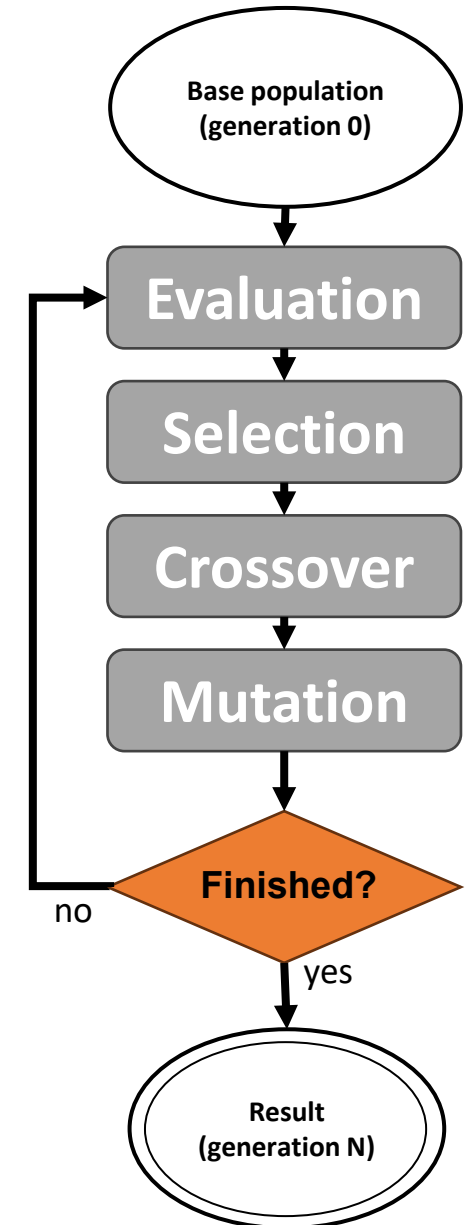 Base population
(generation 0)
Evaluation
Selection
Crossover
Mutation
Finished?
no
yes
Result
(generation N)